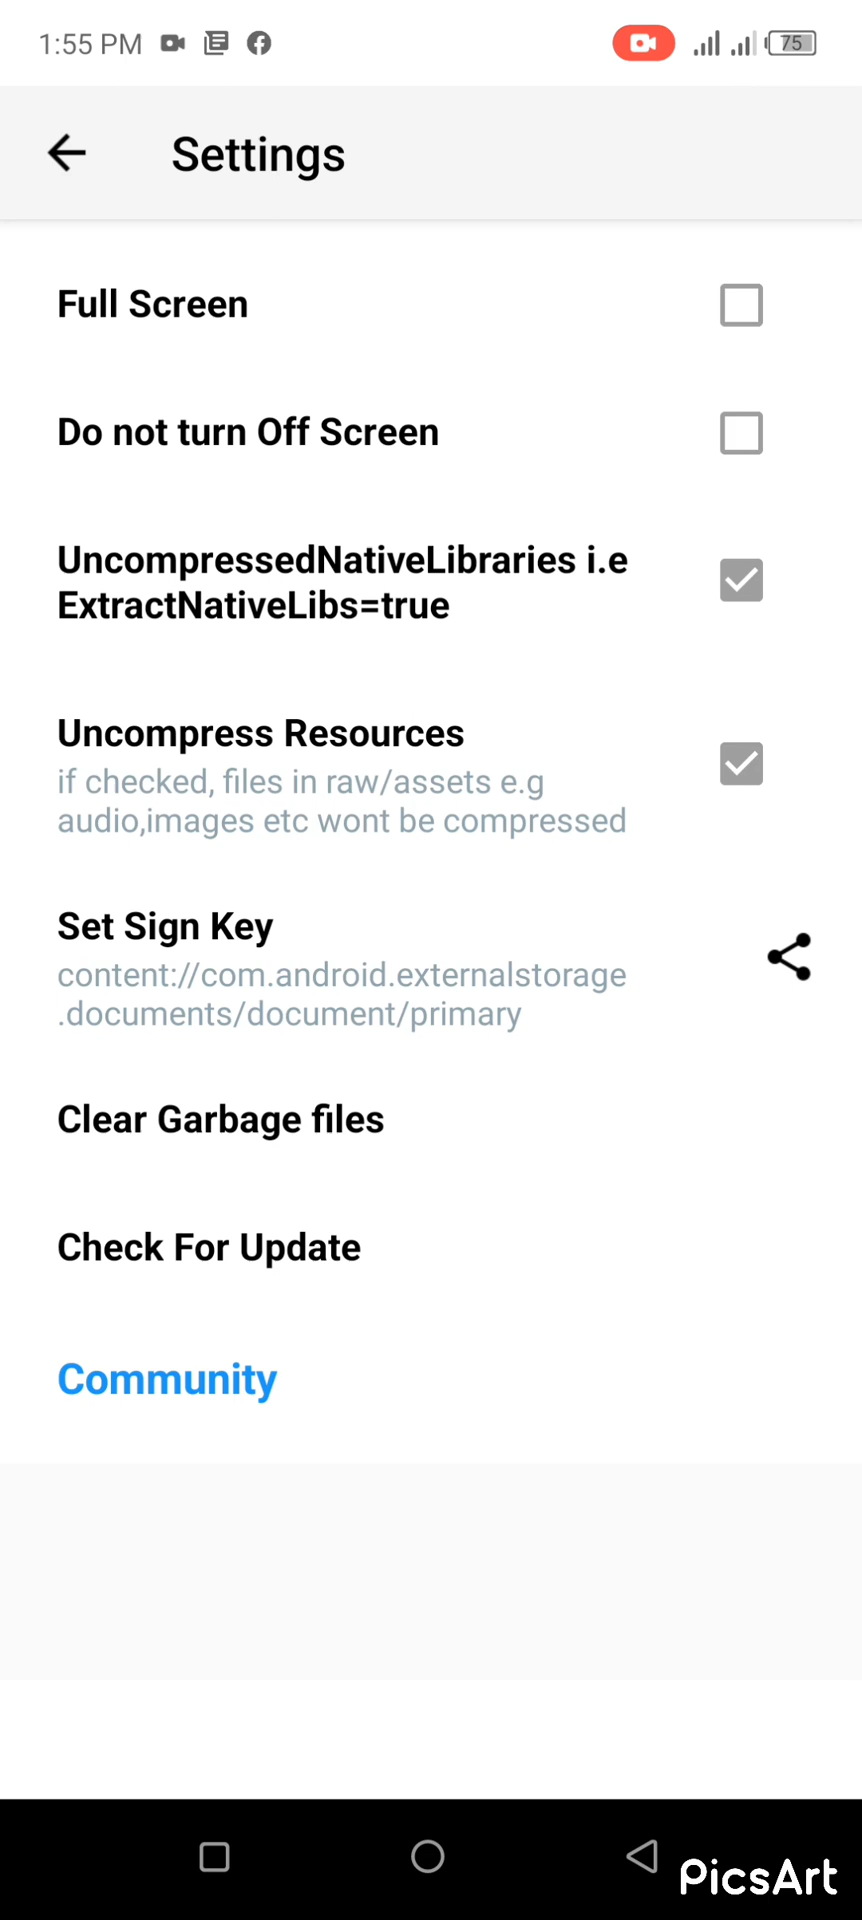 1:55 PM
75
Settings
Full Screen
Do not turn Off Screen
UncompressedNativeLibraries i.e
ExtractNativeLibs=true
Uncompress Resources
if checked, files in raw/assets e.g
audio,images etc wont be compressed
Set Sign Key
content://com.android.externalstorage
.documents/document/primary
Clear Garbage files
Check For Update
Community
PicsArt